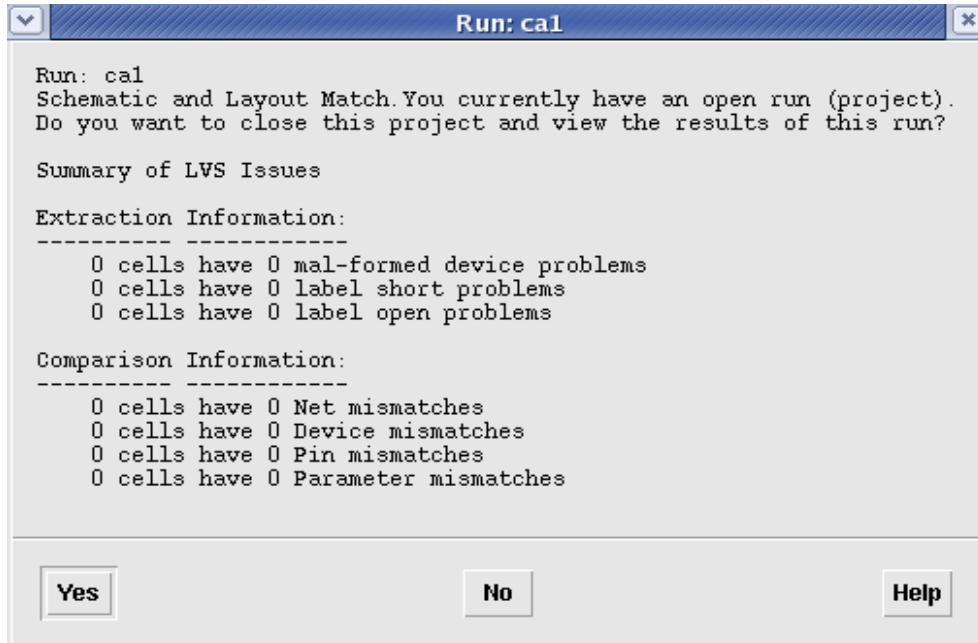 Run: ca1
Run: ca1
Schematic and Layout Match.You currently have an open run (project).
Do you want to close this project and view the results of this run?
Summary of LVS Issues
Extraction Information:
---------- ------------
0 cells have 0 mal-formed device problems
0 cells have 0 label short problems
0 cells have 0 label open problems
Comparison Information:
---------- ------------
0 cells have 0 Net mismatches
0 cells have 0 Device mismatches
0 cells have 0 Pin mismatches
0 cells have 0 Parameter mismatches
Yes No Help